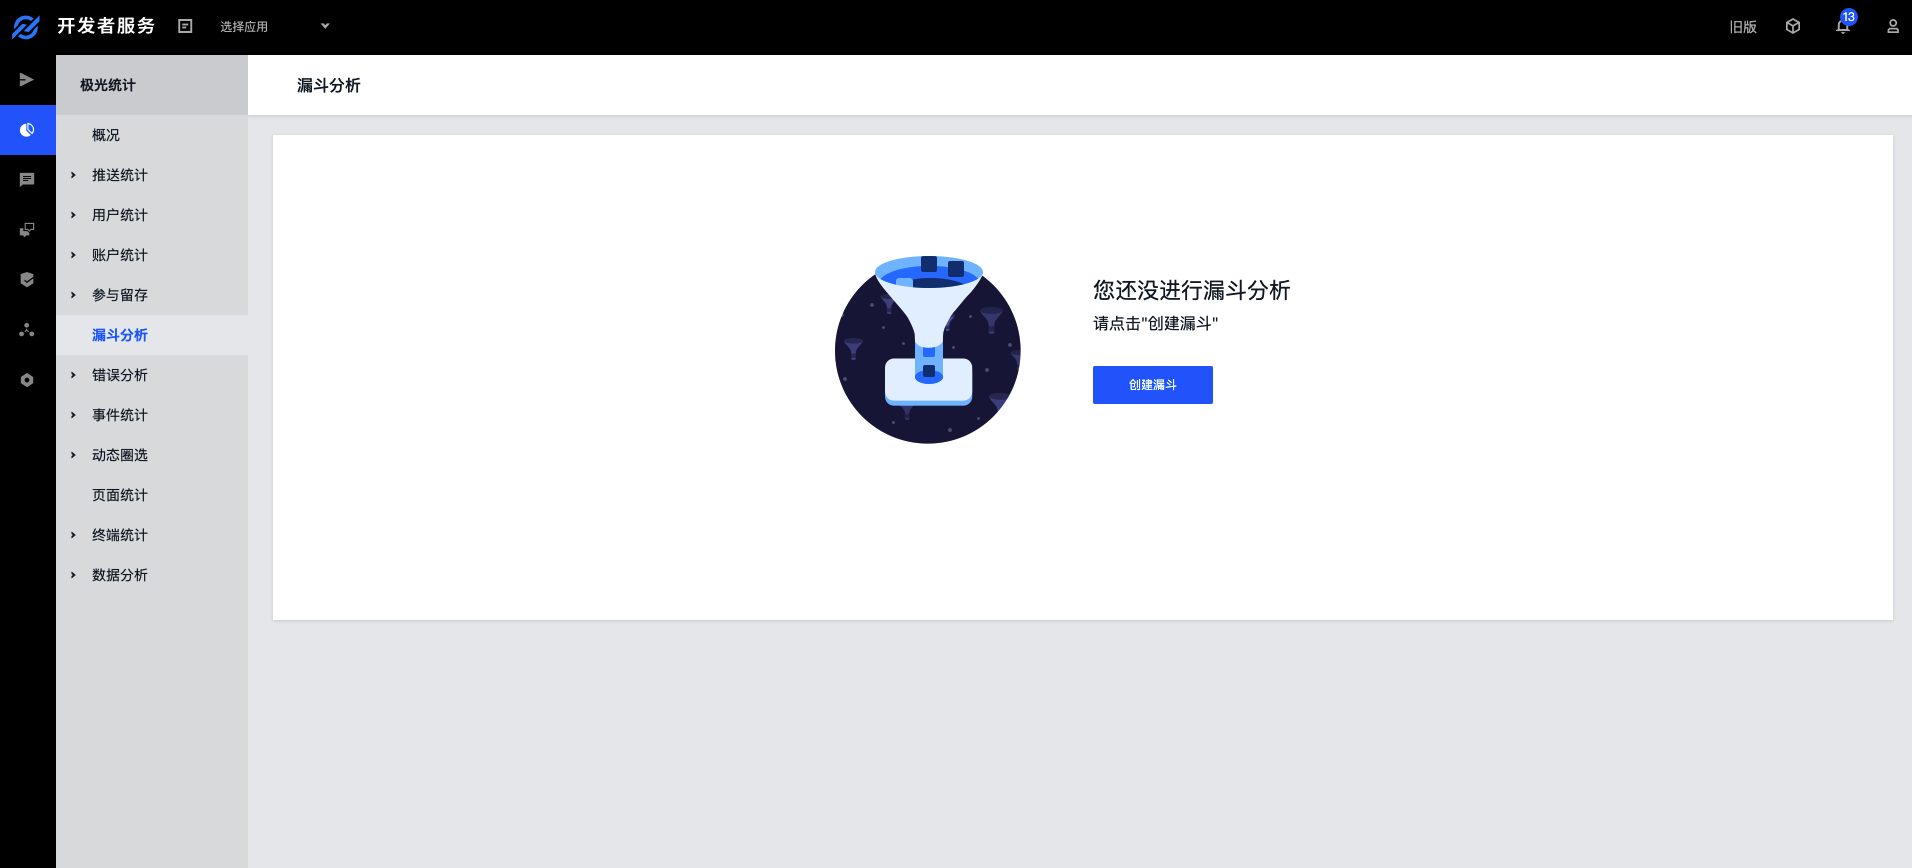 开发者服务
选择应用
旧版
13
极光统计
概况
推送统计
用户统计
账户统计
参与留存
漏斗分析
错误分析
事件统计
动态圈选
页面统计
终端统计
数据分析
漏斗分析
您还没进行漏斗分析
请点击"创建漏斗"
创建漏斗